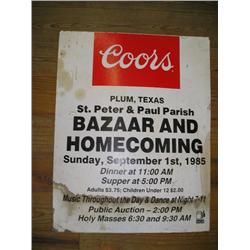 Coors
PLUM, TEXAS
St. Peter & Paul Parish
BAZAAR AND
HOMECOMING
Sunday, September 1st, 1985
Dinner at 11:00 AM
Supper at 5:00 PM
Adults $3.75; Children Under 12 $2.00
Music Throughout the Day & Dance at Night 7-11
Public Auction – 2:00 PM
Holy Masses 6:30 and 9:30 AM